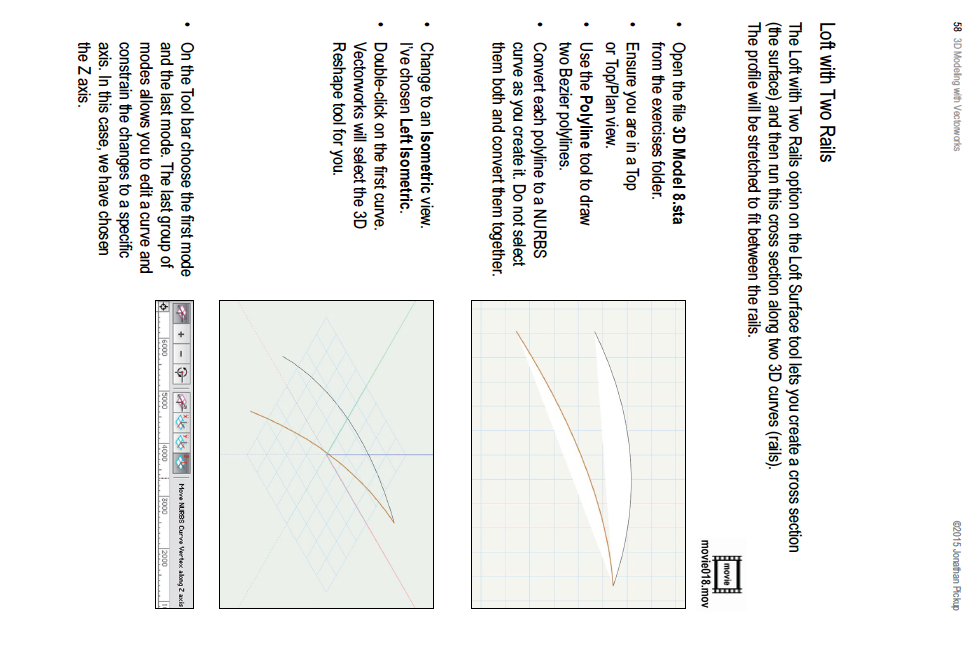 58 3D Modeling with Vectorworks
©2015 Jonathan Pickup
Loft with Two Rails
The Loft with Two Rails option on the Loft Surface tool lets you create a cross section
(the surface) and then run this cross section along two 3D curves (rails).
The profile will be stretched to fit between the rails.
movie
movie018.mov
• Open the file 3D Model 8.sta
from the exercises folder.
• Ensure you are in a Top
or Top/Plan view.
• Use the Polyline tool to draw
two Bezier polylines.
• Convert each polyline to a NURBS
curve as you create it. Do not select
them both and convert them together.
• Change to an Isometric view.
I've chosen Left Isometric.
• Double-click on the first curve.
Vectorworks will select the 3D
Reshape tool for you.
• On the Tool bar choose the first mode
and the last mode. The last group of
modes allows you to edit a curve and
constrain the changes to a specific
axis. In this case, we have chosen
the Z axis.
Move NURBS Curve Vertex along Z axis
6000 5000 4000 3000 2000